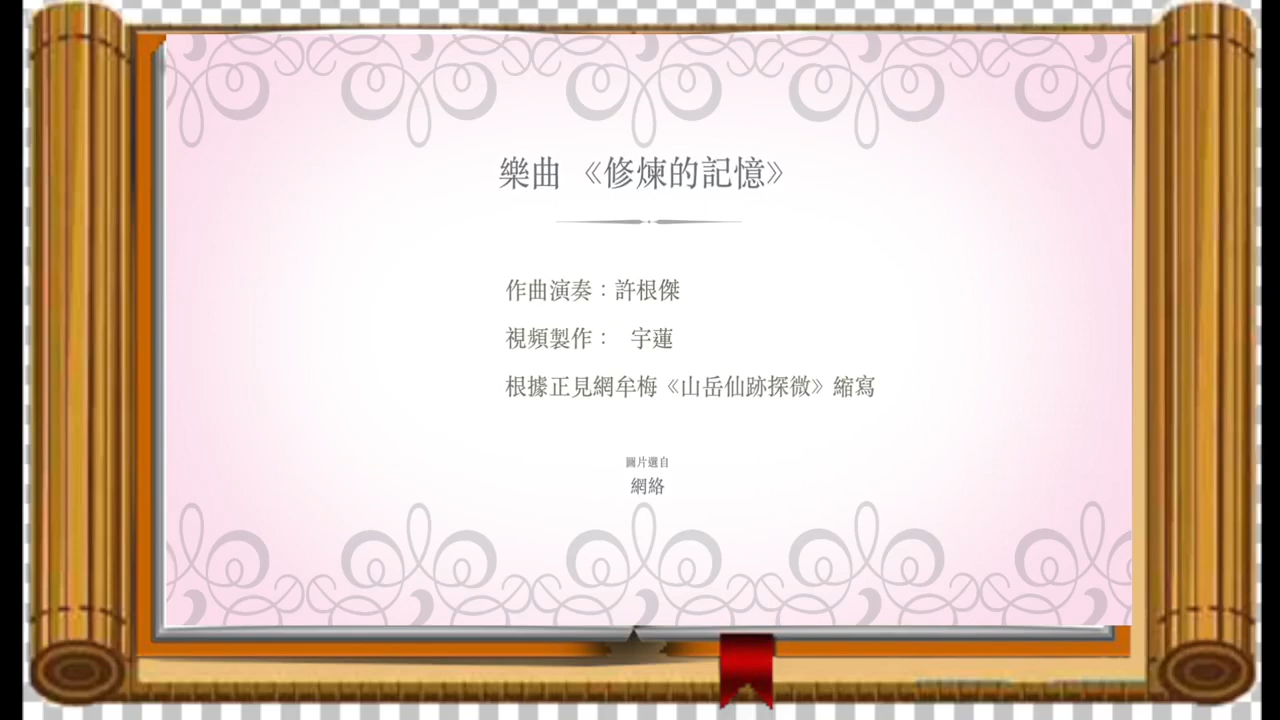 樂曲 《修煉的記憶》
作曲演奏：許根傑
視頻製作： 宇蓮
根據正見網牟梅《山岳仙跡探微》縮寫
圖片選自
網絡